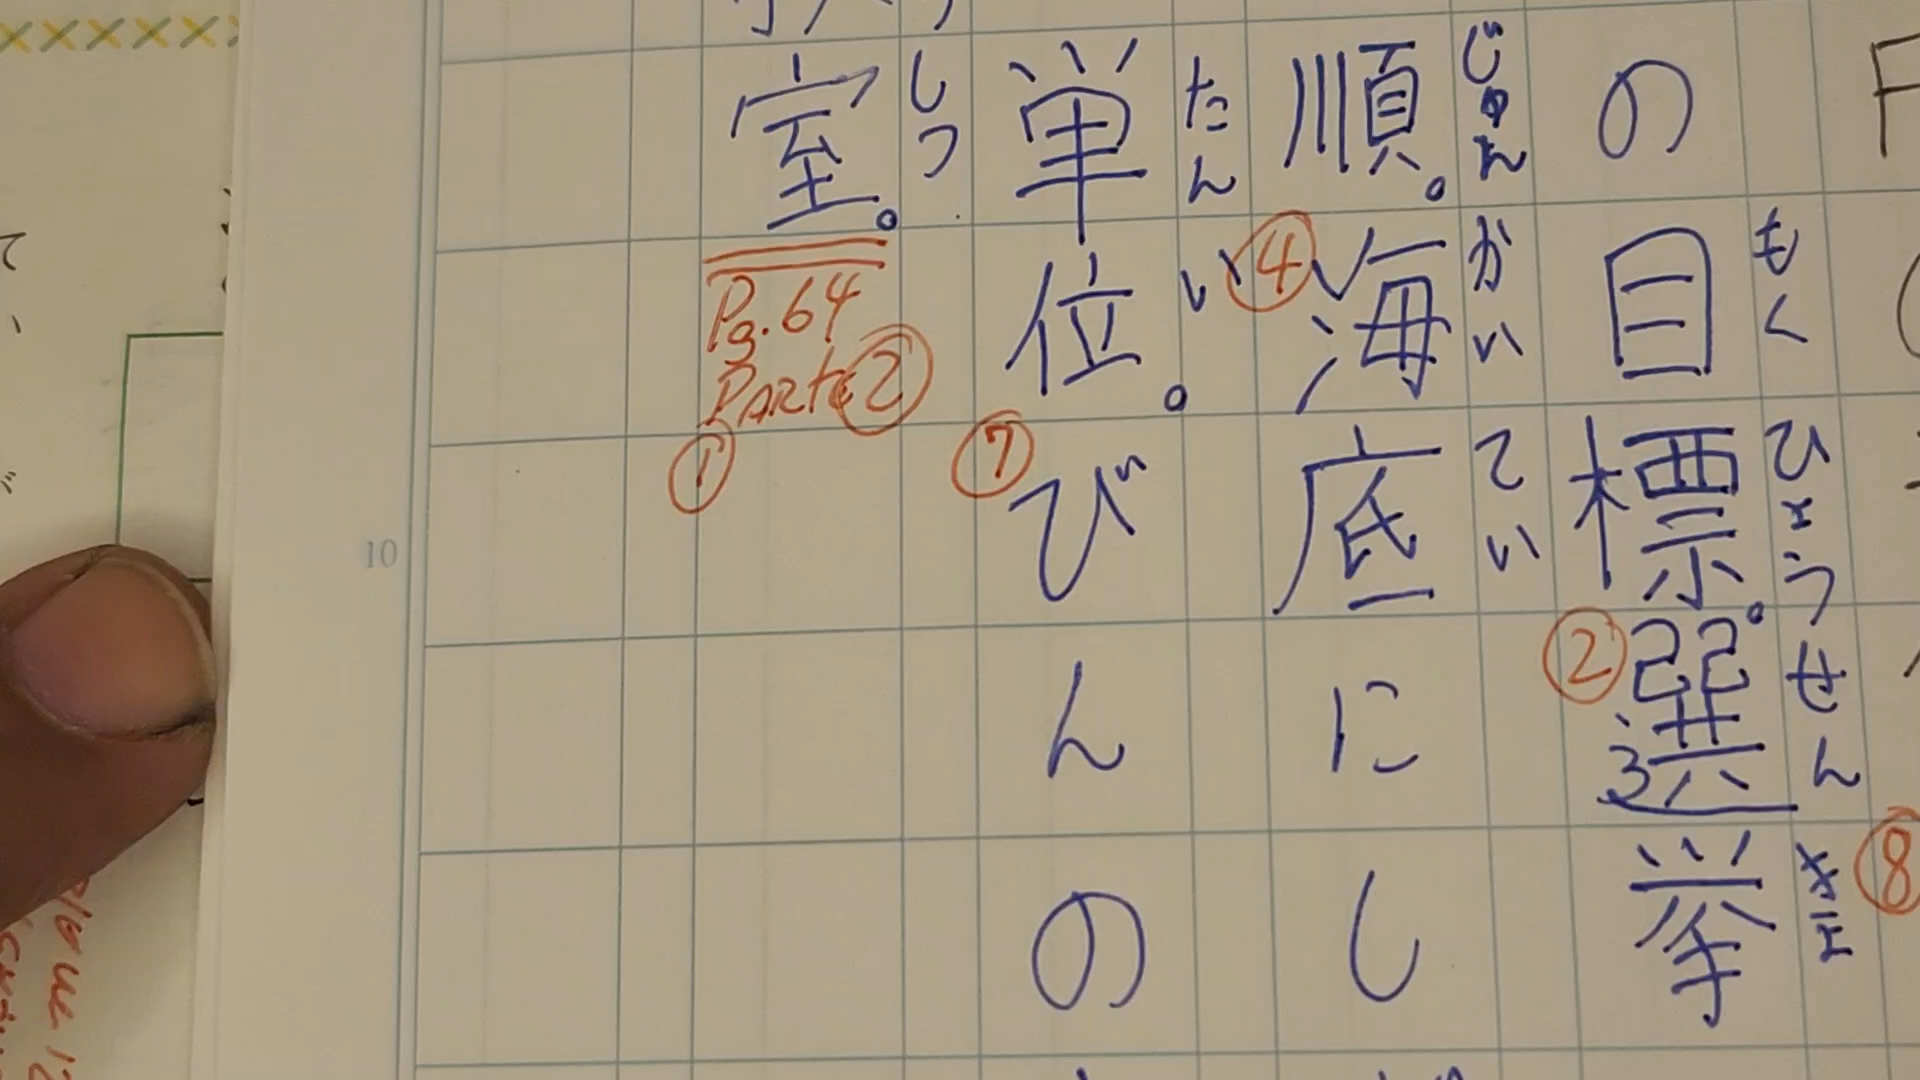 の目標。②選挙
もくひょうせんきょ
順。④海底にし
じゅんかいてい
単位。⑦びんの
たんい
室。
しつ
Pg.64
Part②
①
10
⑧